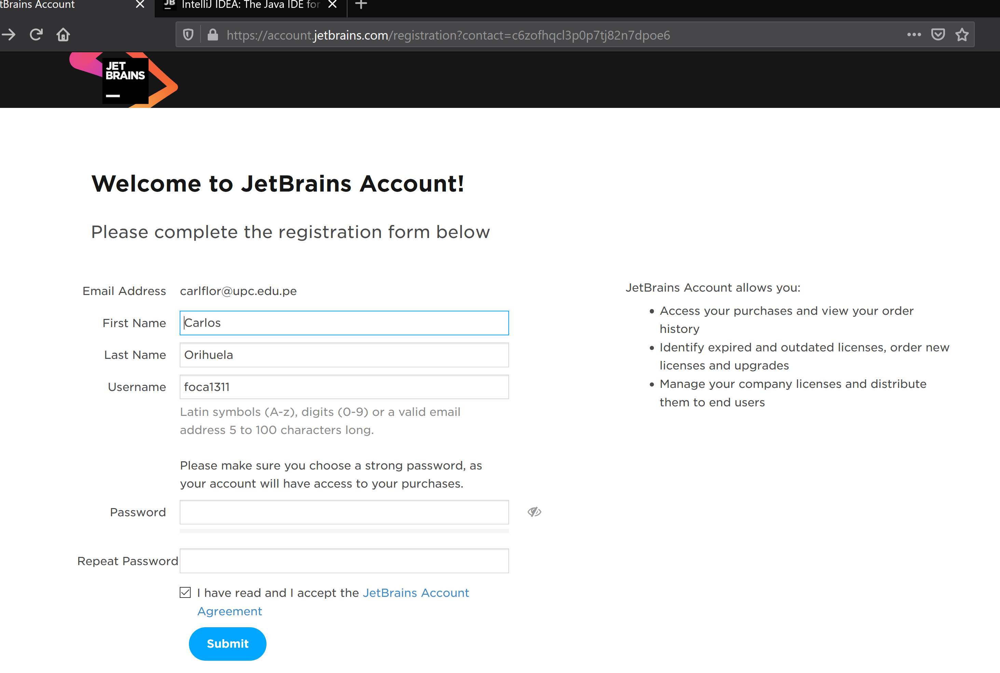 tBrains Account
JB IntelliJ IDEA: The Java IDE for
https://account.jetbrains.com/registration?contact=c6zofhqcl3p0p7tj82n7dpoe6
JET
BRAINS
Welcome to JetBrains Account!
Please complete the registration form below
Email Address carlflor@upc.edu.pe
First Name Carlos
Last Name Orihuela
Username foca1311
Latin symbols (A-z), digits (0-9) or a valid email
address 5 to 100 characters long.
Please make sure you choose a strong password, as
your account will have access to your purchases.
Password
Repeat Password
I have read and I accept the JetBrains Account
Agreement
Submit
JetBrains Account allows you:
• Access your purchases and view your order
history
• Identify expired and outdated licenses, order new
licenses and upgrades
• Manage your company licenses and distribute
them to end users